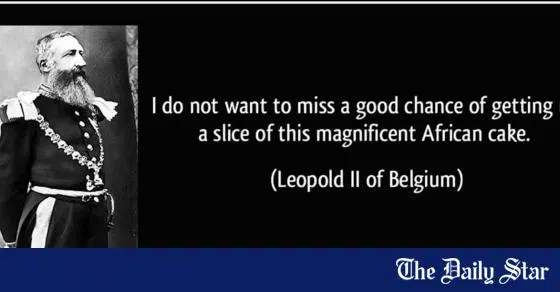 I do not want to miss a good chance of getting
a slice of this magnificent African cake.
(Leopold II of Belgium)
The Daily Star